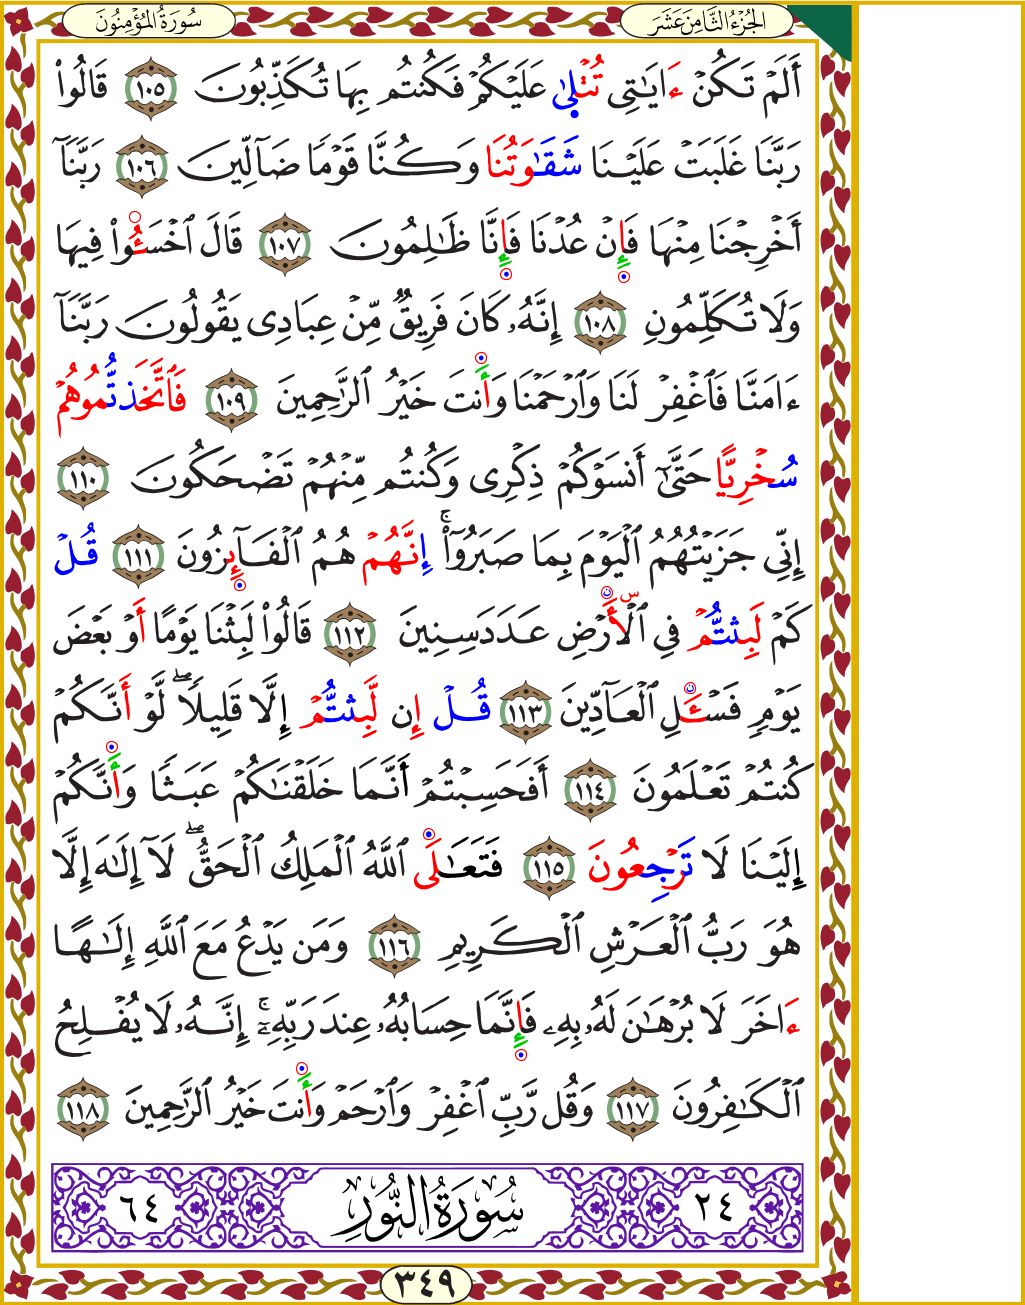 الجُزْءُ الثَّامِنَ عَشَرَ
سُورَةُ المُؤْمِنُونَ
أَلَمۡ تَكُنۡ ءَايَٰتِي تُتۡلَىٰ عَلَيۡكُمۡ فَكُنتُم بِهَا تُكَذِّبُونَ ١٠٥ قَالُواْ
رَبَّنَا غَلَبَتۡ عَلَيۡنَا شَقَٰوَتُنَا وَكُنَّا قَوۡمٗا ضَآلِّينَ ١٠٦ رَبَّنَآ
أَخۡرِجۡنَا مِنۡهَا فَإِنۡ عُدۡنَا فَإِنَّا ظَٰلِمُونَ ١٠٧ قَالَ ٱخۡسَـُٔواْ فِيهَا
وَلَا تُكَلِّمُونِ ١٠٨ إِنَّهُۥ كَانَ فَرِيقٞ مِّنۡ عِبَادِي يَقُولُونَ رَبَّنَآ
ءَامَنَّا فَٱغۡفِرۡ لَنَا وَٱرۡحَمۡنَا وَأَنتَ خَيۡرُ ٱلرَّٰحِمِينَ ١٠٩ فَٱتَّخَذتُّمُوهُمۡ
سُخۡرِيًّا حَتَّىٰٓ أَنسَوۡكُمۡ ذِكۡرِي وَكُنتُم مِّنۡهُمۡ تَضۡحَكُونَ ١١٠
إِنِّي جَزَيۡتُهُمُ ٱلۡيَوۡمَ بِمَا صَبَرُوٓاْۚ إِنَّهُمۡ هُمُ ٱلۡفَآئِزُونَ ١١١ قُلۡ
كَمۡ لَبِثتُّمۡ فِي ٱلۡأَرۡضِ عَدَدَ سِنِينَ ١١٢ قَالُواْ لَبِثۡنَا يَوۡمًا أَوۡ بَعۡضَ
يَوۡمٖ فَسۡـَٔلِ ٱلۡعَآدِّينَ ١١٣ قُلۡ إِن لَّبِثتُّمۡ إِلَّا قَلِيلٗاۖ لَّوۡ أَنَّكُمۡ
كُنتُمۡ تَعۡلَمُونَ ١١٤ أَفَحَسِبۡتُمۡ أَنَّمَا خَلَقۡنَٰكُمۡ عَبَثٗا وَأَنَّكُمۡ
إِلَيۡنَا لَا تَرۡجِعُونَ ١١٥ فَتَعَٰلَى ٱللَّهُ ٱلۡمَلِكُ ٱلۡحَقُّۖ لَآ إِلَٰهَ إِلَّا
هُوَ رَبُّ ٱلۡعَرۡشِ ٱلۡكَرِيمِ ١١٦ وَمَن يَدۡعُ مَعَ ٱللَّهِ إِلَٰهًا
ءَاخَرَ لَا بُرۡهَٰنَ لَهُۥ بِهِۦ فَإِنَّمَا حِسَابُهُۥ عِندَ رَبِّهِۦٓۚ إِنَّهُۥ لَا يُفۡلِحُ
ٱلۡكَٰفِرُونَ ١١٧ وَقُل رَّبِّ ٱغۡفِرۡ وَٱرۡحَمۡ وَأَنتَ خَيۡرُ ٱلرَّٰحِمِينَ ١١٨
٢٤ سُورَةُ النُّورِ ٦٤
٣٤٩